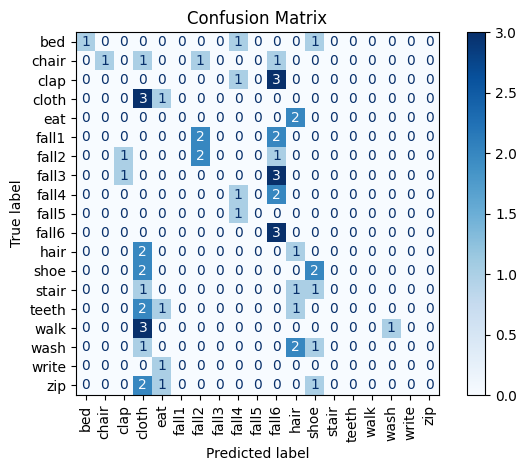 Confusion Matrix
True label
bed 1 0 0 0 0 0 0 0 1 0 0 0 1 0 0 0 0 0 0
chair 0 1 0 1 0 0 1 0 0 0 1 0 0 0 0 0 0 0 0
clap 0 0 0 0 0 0 0 0 1 0 3 0 0 0 0 0 0 0 0
cloth 0 0 0 3 1 0 0 0 0 0 0 0 0 0 0 0 0 0 0
eat 0 0 0 0 0 0 0 0 0 0 0 2 0 0 0 0 0 0 0
fall1 0 0 0 0 0 0 2 0 0 0 2 0 0 0 0 0 0 0 0
fall2 0 0 1 0 0 0 2 0 0 0 1 0 0 0 0 0 0 0 0
fall3 0 0 1 0 0 0 0 0 0 0 3 0 0 0 0 0 0 0 0
fall4 0 0 0 0 0 0 0 0 1 0 2 0 0 0 0 0 0 0 0
fall5 0 0 0 0 0 0 0 0 1 0 0 0 0 0 0 0 0 0 0
fall6 0 0 0 0 0 0 0 0 0 0 3 0 0 0 0 0 0 0 0
hair 0 0 0 2 0 0 0 0 0 0 0 1 0 0 0 0 0 0 0
shoe 0 0 0 2 0 0 0 0 0 0 0 0 2 0 0 0 0 0 0
stair 0 0 0 1 0 0 0 0 0 0 0 1 1 0 0 0 0 0 0
teeth 0 0 0 2 1 0 0 0 0 0 0 1 0 0 0 0 0 0 0
walk 0 0 0 3 0 0 0 0 0 0 0 0 0 0 0 0 1 0 0
wash 0 0 0 1 0 0 0 0 0 0 0 2 1 0 0 0 0 0 0
write 0 0 0 0 1 0 0 0 0 0 0 0 0 0 0 0 0 0 0
zip 0 0 0 2 1 0 0 0 0 0 0 0 1 0 0 0 0 0 0
bed chair clap cloth eat fall1 fall2 fall3 fall4 fall5 fall6 hair shoe stair teeth walk wash write zip
Predicted label
3.0
2.5
2.0
1.5
1.0
0.5
0.0